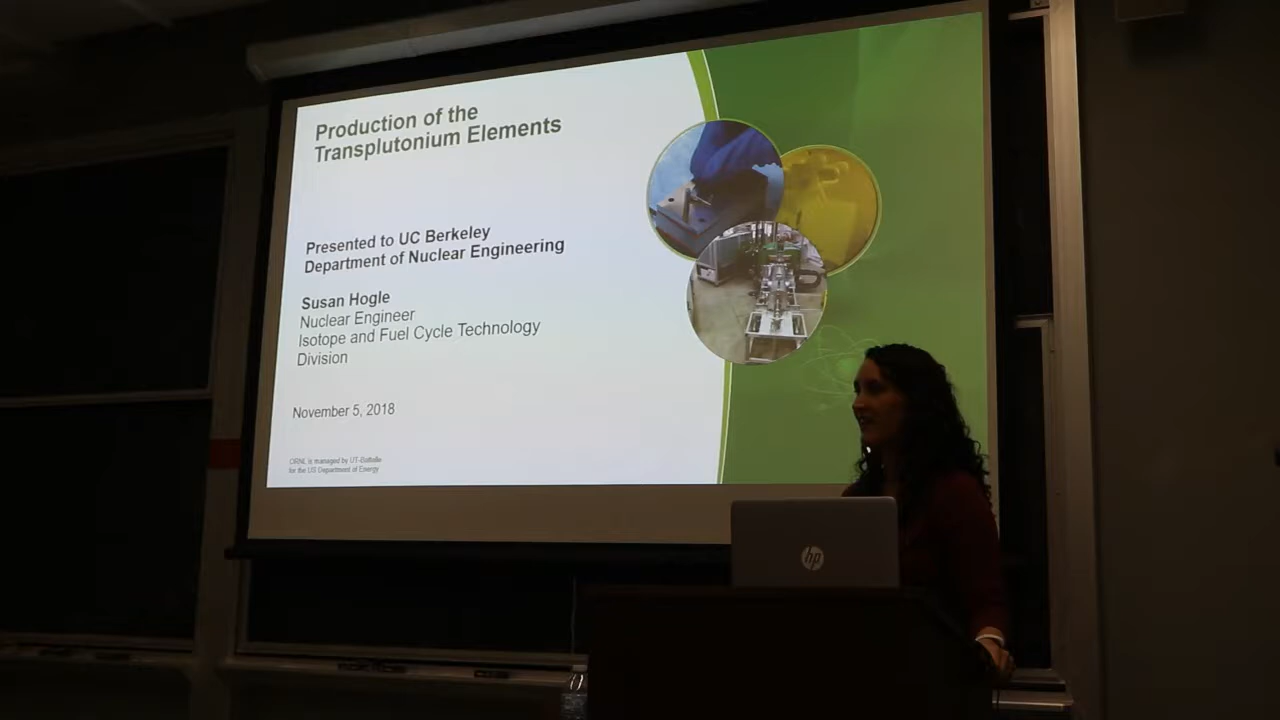 Production of the
Transplutonium Elements
Presented to UC Berkeley
Department of Nuclear Engineering
Susan Hogle
Nuclear Engineer
Isotope and Fuel Cycle Technology
Division
November 5, 2018
ORNL is managed by UT-Battelle
for the US Department of Energy
hp